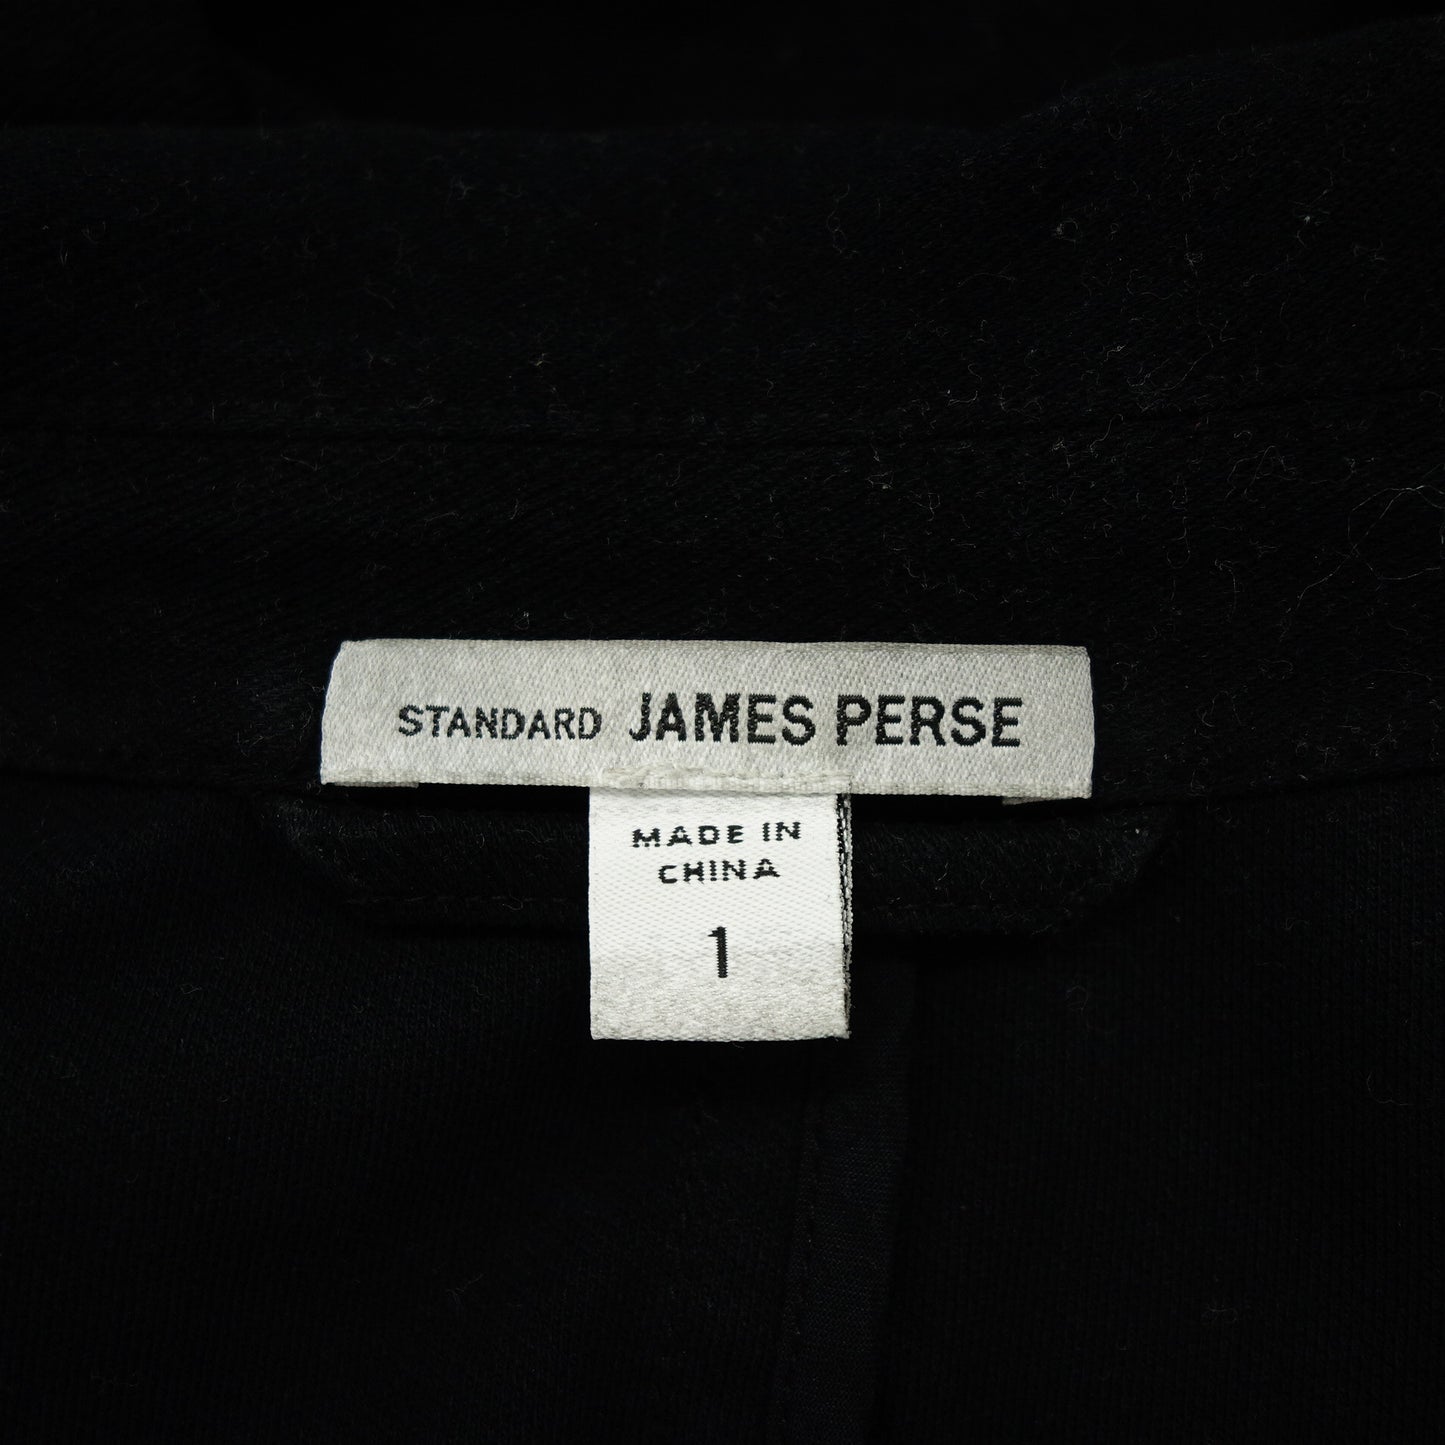 STANDARD JAMES PERSE
MADE IN
CHINA
1